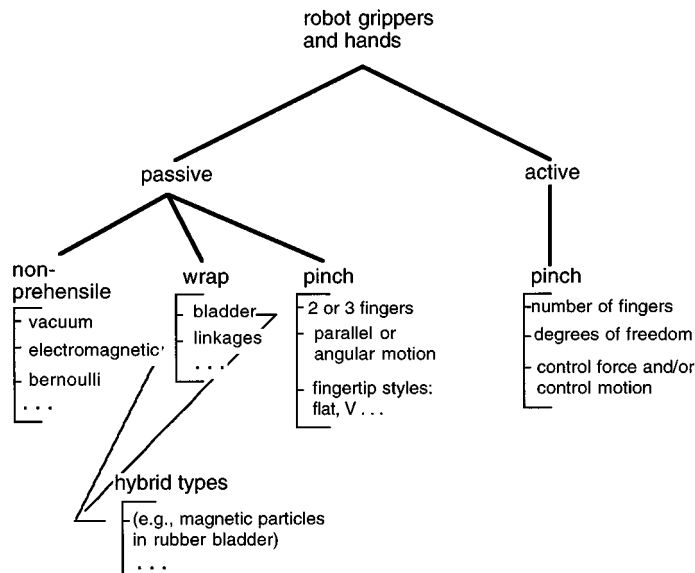 robot grippers
and hands
passive
active
non-
prehensile
vacuum
electromagnetic
bernoulli
. . .
wrap
bladder
linkages
. . .
pinch
2 or 3 fingers
parallel or
angular motion
fingertip styles:
flat, V . . .
pinch
number of fingers
degrees of freedom
control force and/or
control motion
hybrid types
(e.g., magnetic particles
in rubber bladder)
. . .